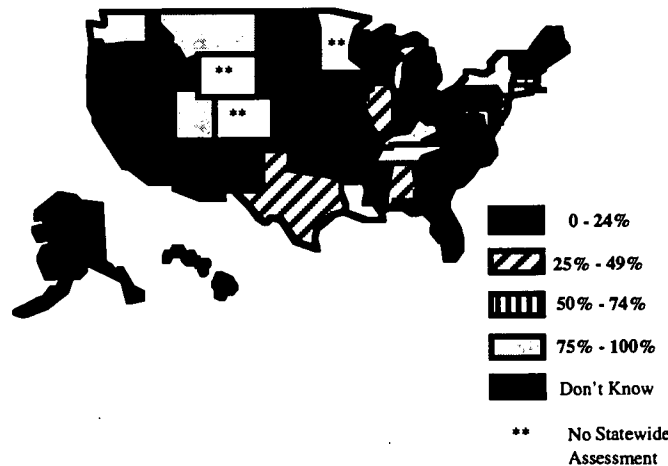 **
**
**
0 - 24%
25% - 49%
50% - 74%
75% - 100%
Don't Know
** No Statewide
Assessment